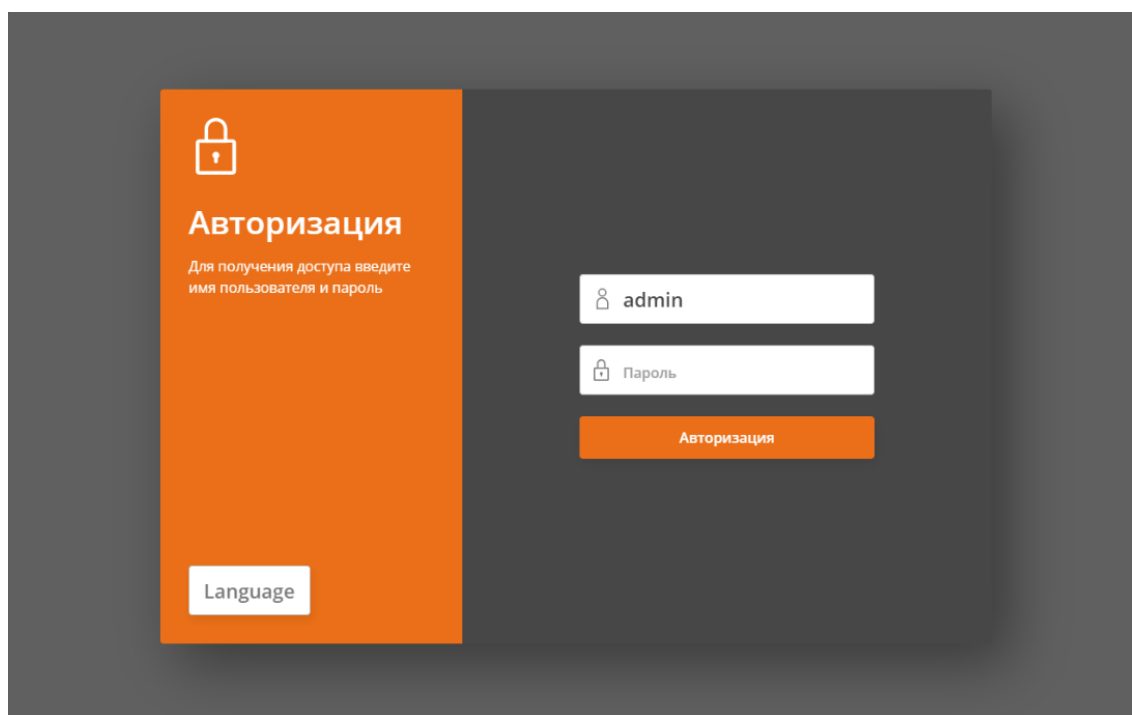 Авторизация
Для получения доступа введите
имя пользователя и пароль
Language
admin
Пароль
Авторизация